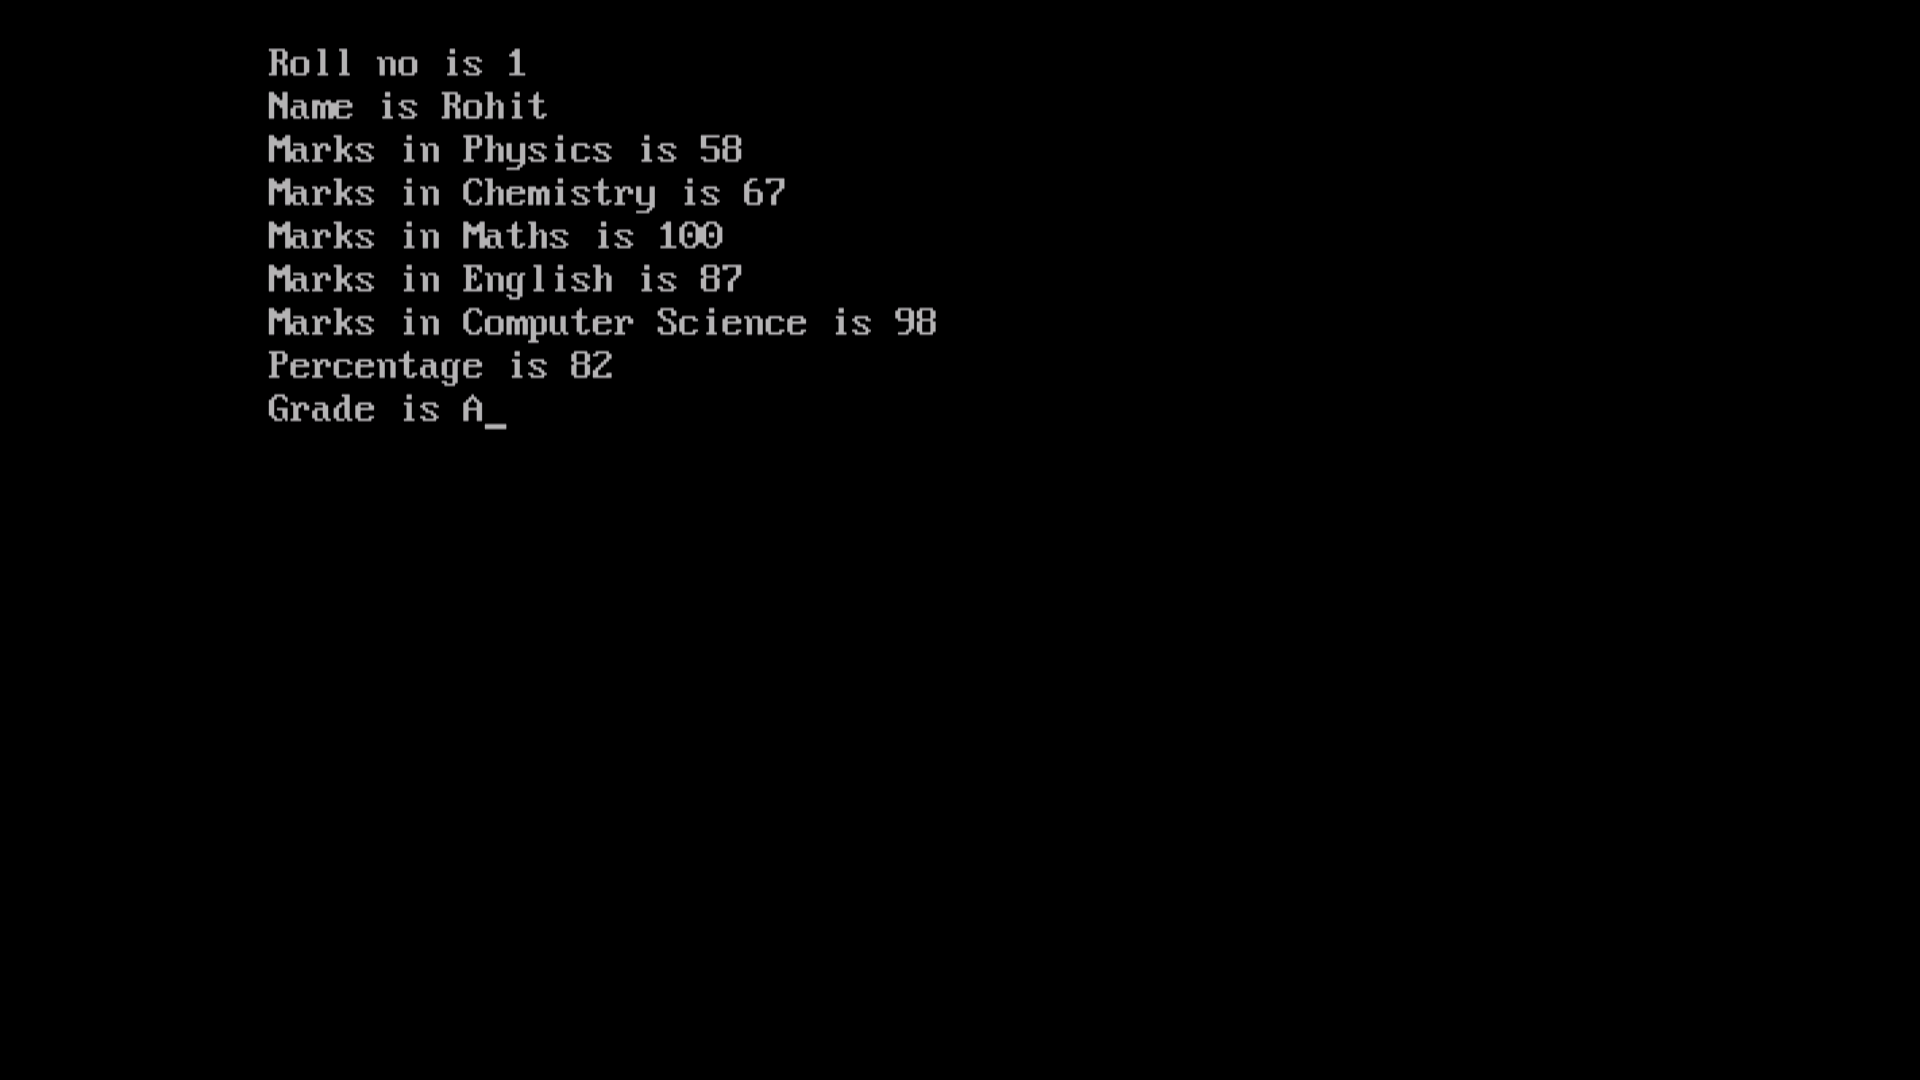 Roll no is 1
Name is Rohit
Marks in Physics is 58
Marks in Chemistry is 67
Marks in Maths is 100
Marks in English is 87
Marks in Computer Science is 98
Percentage is 82
Grade is A_